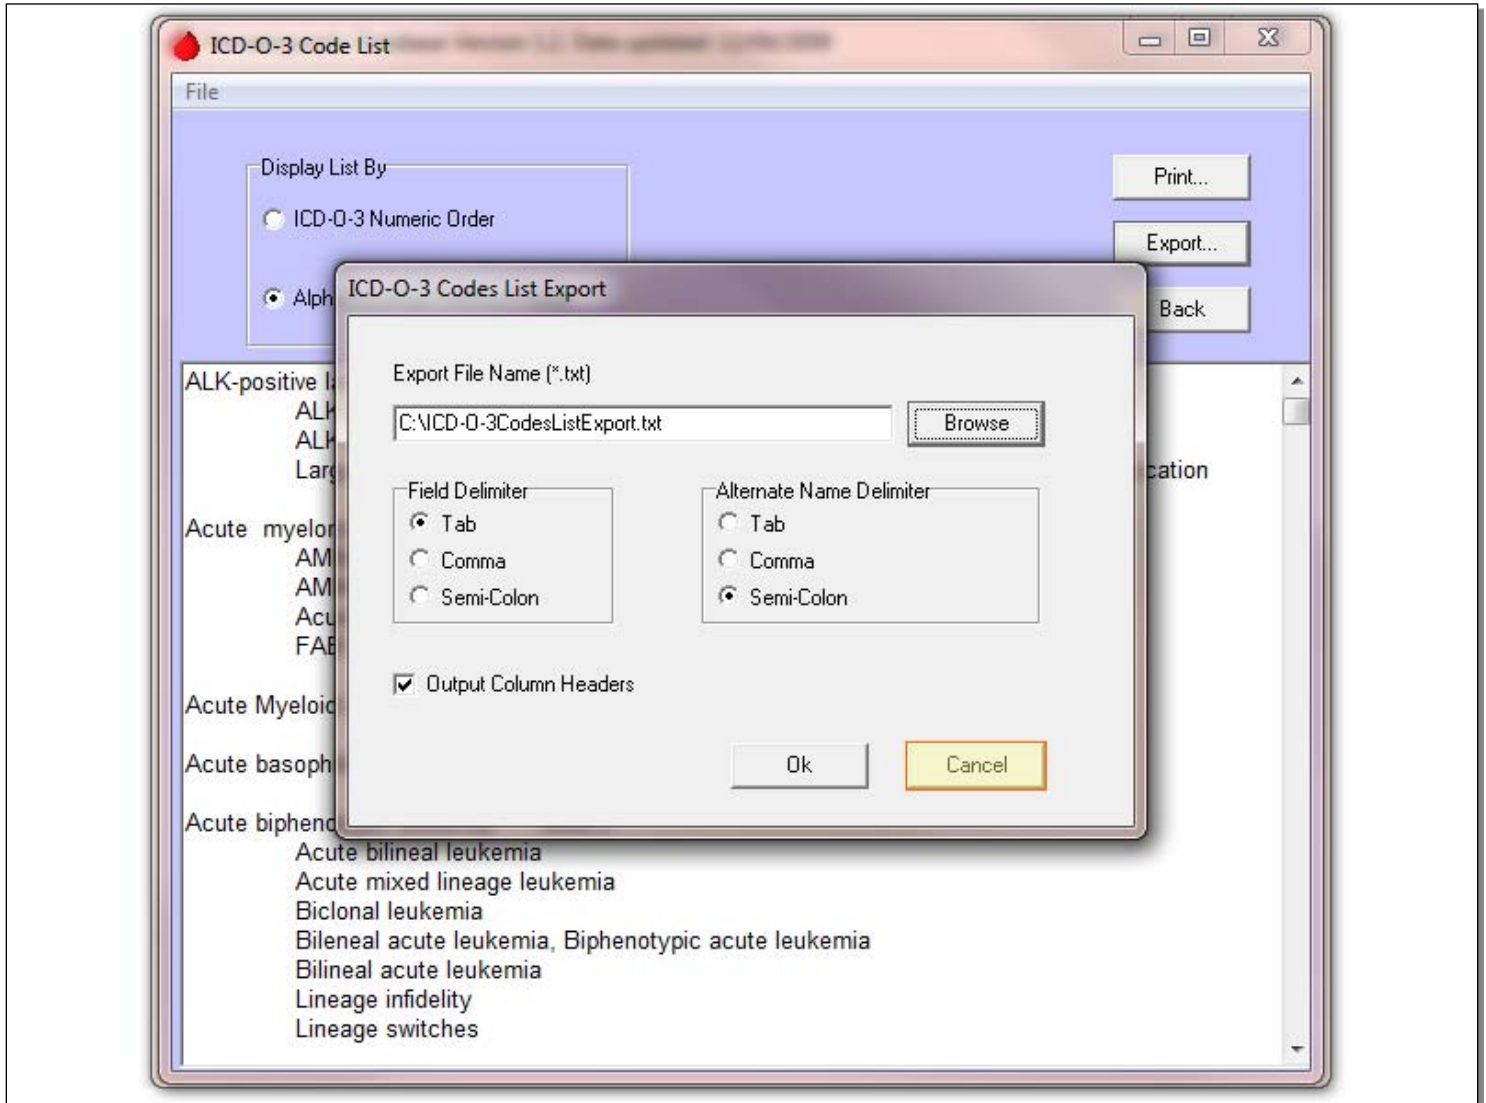 ICD-O-3 Code List
File
Display List By
ICD-O-3 Numeric Order
Alph
Print...
Export...
Back
ICD-O-3 Codes List Export
Export File Name (*.txt)
C:\ICD-O-3CodesListExport.txt
Browse
Field Delimiter
Tab
Comma
Semi-Colon
Alternate Name Delimiter
Tab
Comma
Semi-Colon
Output Column Headers
Ok
Cancel
ALK-positive l
ALK
ALK
Larg cation
Acute myelo
AM
AM
Acu
FAB
Acute Myeloid
Acute basoph
Acute bipheno
Acute bilineal leukemia
Acute mixed lineage leukemia
Biclonal leukemia
Bileneal acute leukemia, Biphenotypic acute leukemia
Bilineal acute leukemia
Lineage infidelity
Lineage switches